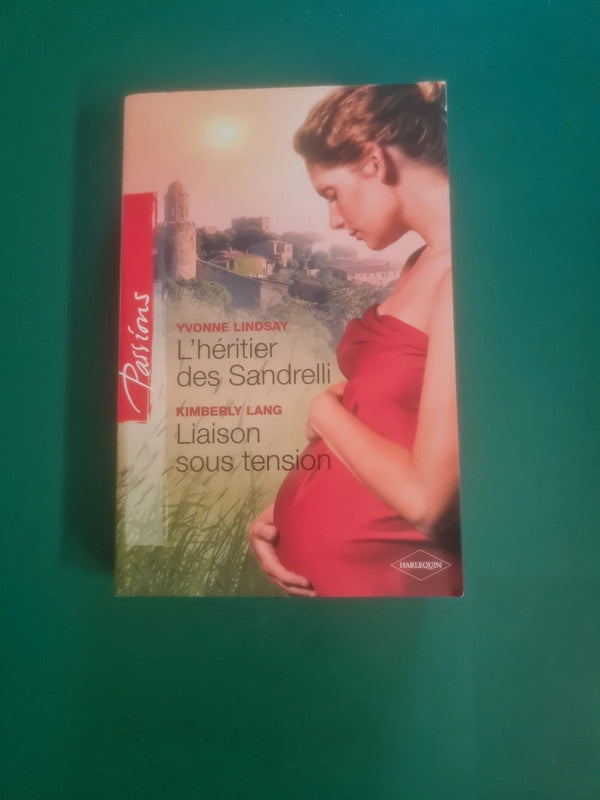 Passions
YVONNE LINDSAY
L'héritier
des Sandrelli
KIMBERLY LANG
Liaison
sous tension
HARLEQUIN